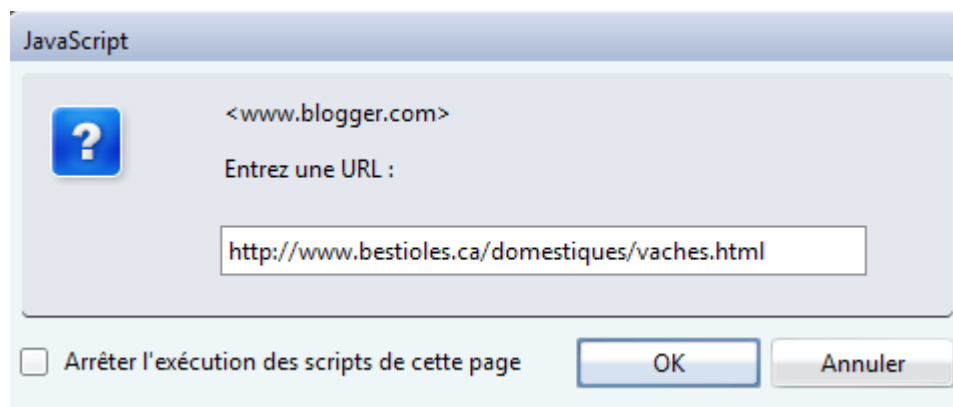 JavaScript
<www.blogger.com>
Entrez une URL :
http://www.bestioles.ca/domestiques/vaches.html
Arrêter l'exécution des scripts de cette page
OK
Annuler